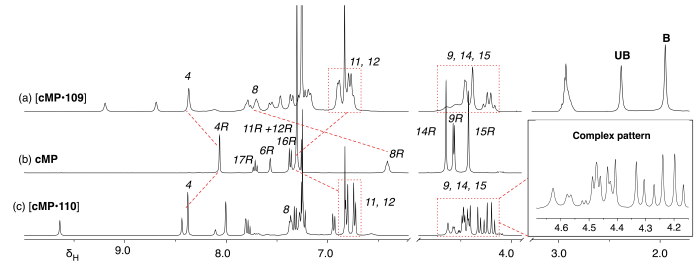 4
8
11, 12
9, 14, 15
UB
B
(a) [cMP•109]
4R
11R +12R
17R
6R
16R
8R
14R
9R
15R
(b) cMP
4
8
11, 12
9, 14, 15
(c) [cMP•110]
Complex pattern
4.6 4.5 4.4 4.3 4.2
δH 9.0 8.0 7.0 4.0 3.0 2.0